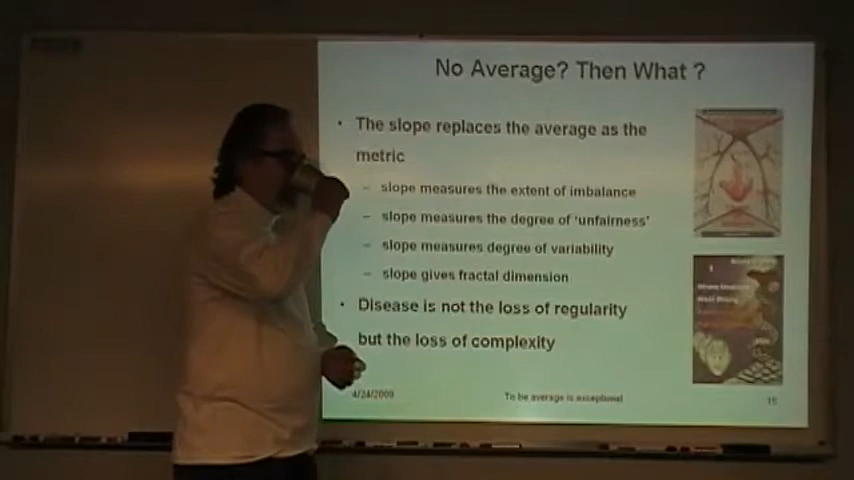 No Average? Then What ?
• The slope replaces the average as the
metric
– slope measures the extent of imbalance
– slope measures the degree of 'unfairness'
– slope measures degree of variability
– slope gives fractal dimension
• Disease is not the loss of regularity
but the loss of complexity
4/24/2009
To be average is exceptional
15